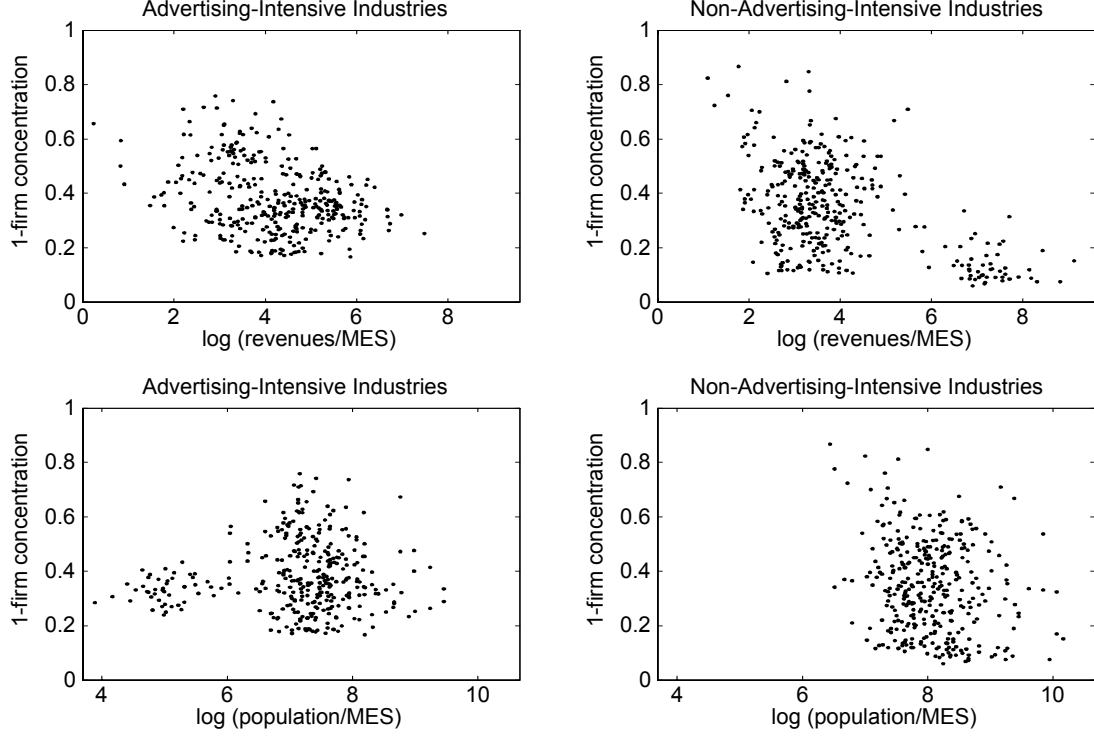 Advertising-Intensive Industries
1
0.8
0.6
0.4
0.2
0
1-firm concentration
0 2 4 6 8
log (revenues/MES)
Non-Advertising-Intensive Industries
1
0.8
0.6
0.4
0.2
0
1-firm concentration
0 2 4 6 8
log (revenues/MES)
Advertising-Intensive Industries
1
0.8
0.6
0.4
0.2
0
1-firm concentration
4 6 8 10
log (population/MES)
Non-Advertising-Intensive Industries
1
0.8
0.6
0.4
0.2
0
1-firm concentration
4 6 8 10
log (population/MES)